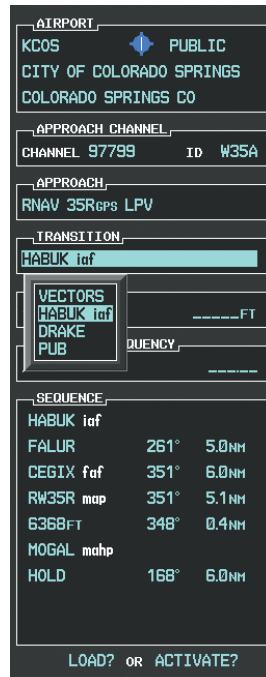 AIRPORT
KCOS PUBLIC
CITY OF COLORADO SPRINGS
COLORADO SPRINGS CO
APPROACH CHANNEL
CHANNEL 97799 ID W35A
APPROACH
RNAV 35RGPS LPV
TRANSITION
HABUK iaf
VECTORS
HABUK iaf
DRAKE
PUB
_____FT
QUENCY
___.__
SEQUENCE
HABUK iaf
FALUR 261° 5.0NM
CEGIX faf 351° 6.0NM
RW35R map 351° 5.1NM
6368FT 348° 0.4NM
MOGAL mahp
HOLD 168° 6.0NM
LOAD? OR ACTIVATE?